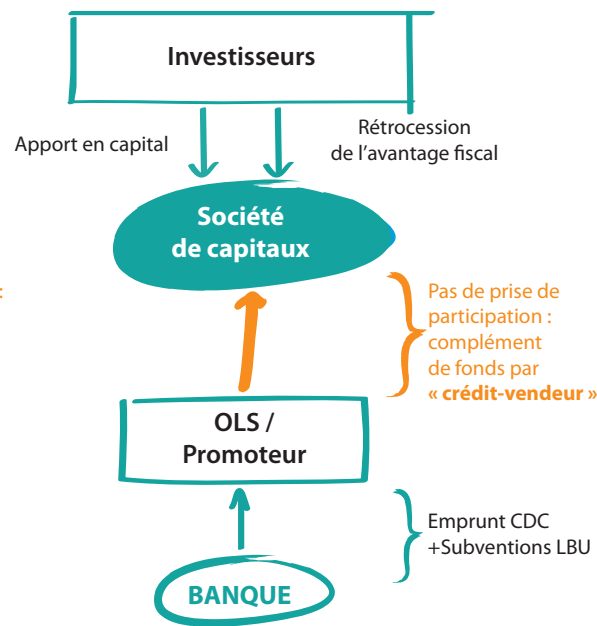 Investisseurs
Apport en capital
Rétrocession
de l'avantage fiscal
Société
de capitaux
:
Pas de prise de
participation :
complément
de fonds par
« crédit-vendeur »
OLS /
Promoteur
Emprunt CDC
+Subventions LBU
BANQUE